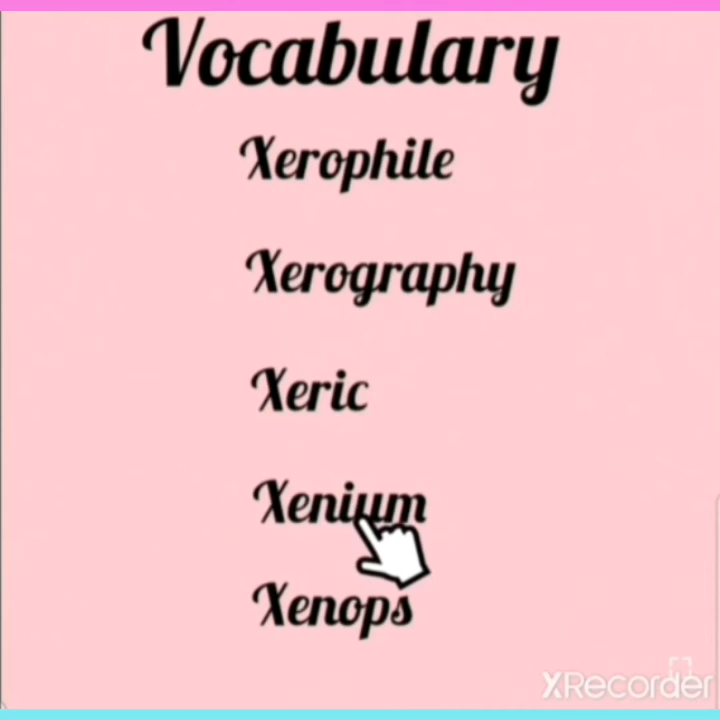 Vocabulary
Xerophile
Xerography
Xeric
Xenium
Xenops
XRecorder